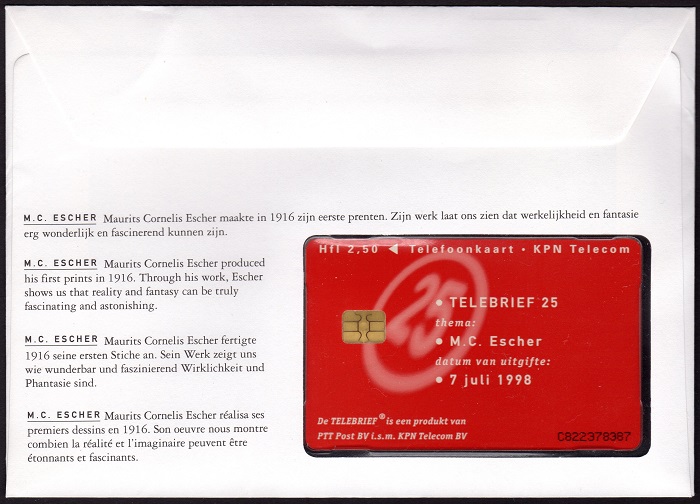 M.C. ESCHER Maurits Cornelis Escher maakte in 1916 zijn eerste prenten. Zijn werk laat ons zien dat werkelijkheid en fantasie
erg wonderlijk en fascinerend kunnen zijn.
M.C. ESCHER Maurits Cornelis Escher produced
his first prints in 1916. Through his work, Escher
shows us that reality and fantasy can be truly
fascinating and astonishing.
M.C. ESCHER Maurits Cornelis Escher fertigte
1916 seine ersten Stiche an. Sein Werk zeigt uns
wie wunderbar und faszinierend Wirklichkeit und
Phantasie sind.
M.C. ESCHER Maurits Cornelis Escher réalisa ses
premiers dessins en 1916. Son oeuvre nous montre
combien la réalité et l'imaginaire peuvent être
étonnants et fascinants.
Hfl 2,50 ◀ Telefoonkaart • KPN Telecom
25
• TELEBRIEF 25
thema:
• M.C. Escher
datum van uitgifte:
• 7 juli 1998
De TELEBRIEF® is een produkt van
PTT Post BV i.s.m. KPN Telecom BV
C822378387